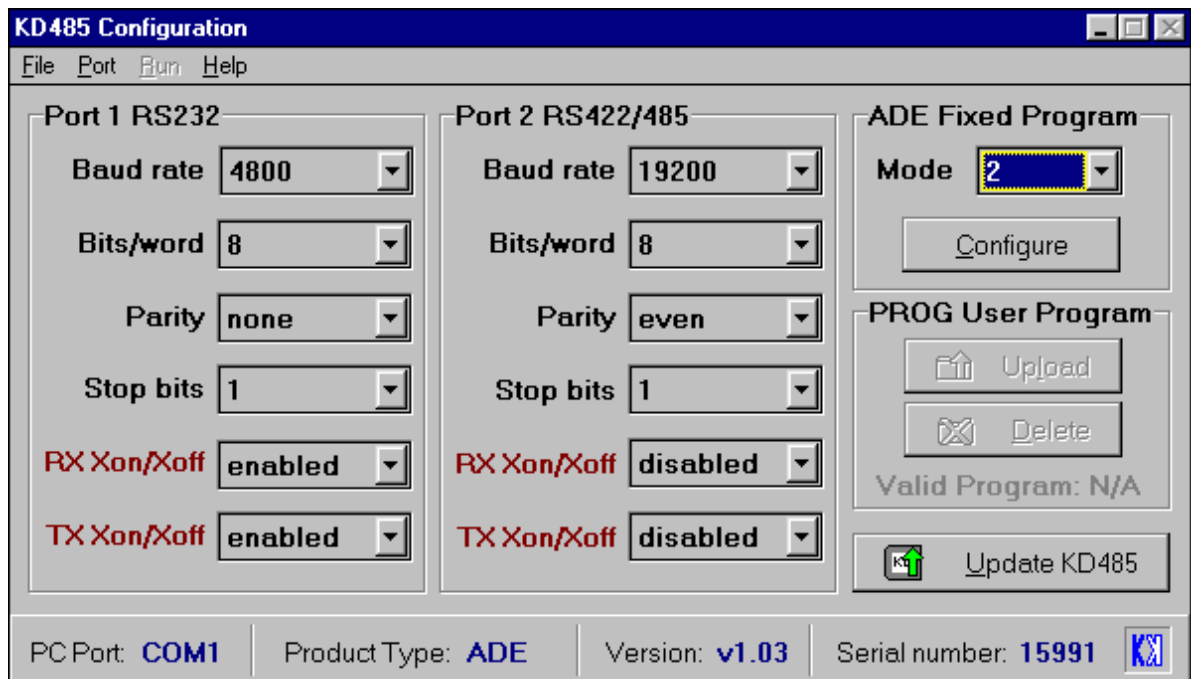 KD485 Configuration
File Port Run Help
Port 1 RS232
Baud rate 4800
Bits/word 8
Parity none
Stop bits 1
RX Xon/Xoff enabled
TX Xon/Xoff enabled
Port 2 RS422/485
Baud rate 19200
Bits/word 8
Parity even
Stop bits 1
RX Xon/Xoff disabled
TX Xon/Xoff disabled
ADE Fixed Program
Mode 2
Configure
PROG User Program
Upload
Delete
Valid Program: N/A
Update KD485
PC Port: COM1 Product Type: ADE Version: v1.03 Serial number: 15991